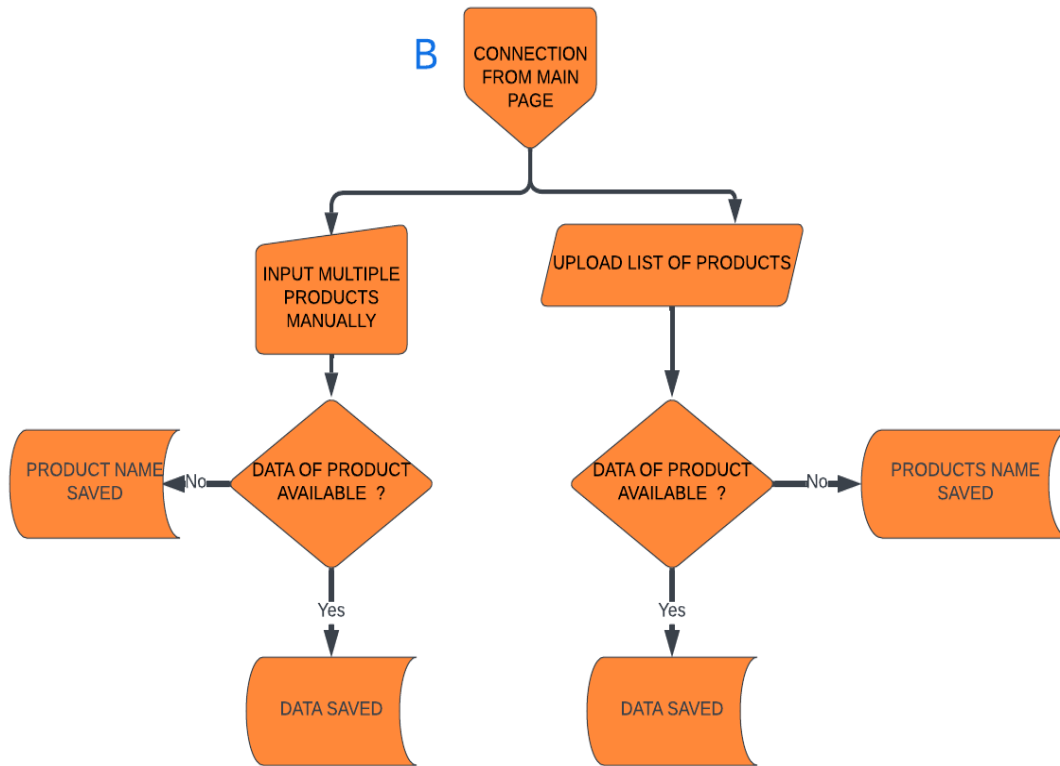 B
CONNECTION
FROM MAIN
PAGE
INPUT MULTIPLE
PRODUCTS
MANUALLY
UPLOAD LIST OF PRODUCTS
PRODUCT NAME
SAVED
No
DATA OF PRODUCT
AVAILABLE ?
DATA OF PRODUCT
AVAILABLE ?
No
PRODUCTS NAME
SAVED
Yes
Yes
DATA SAVED
DATA SAVED